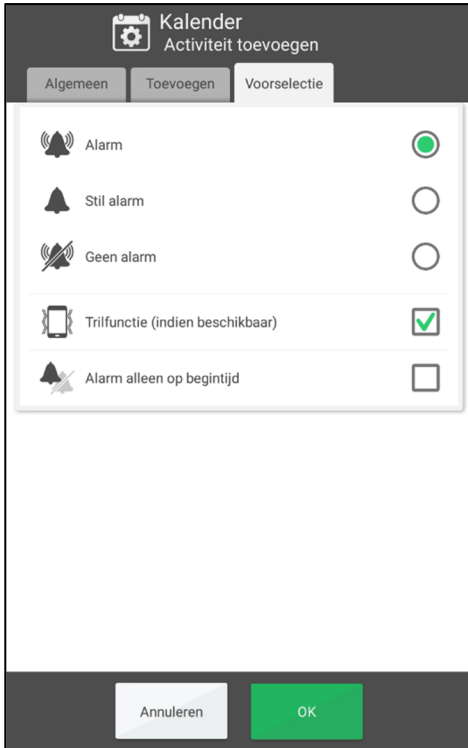 Kalender
Activiteit toevoegen
Algemeen Toevoegen Voorselectie
Alarm
Stil alarm
Geen alarm
Trilfunctie (indien beschikbaar)
Alarm alleen op begintijd
Annuleren OK